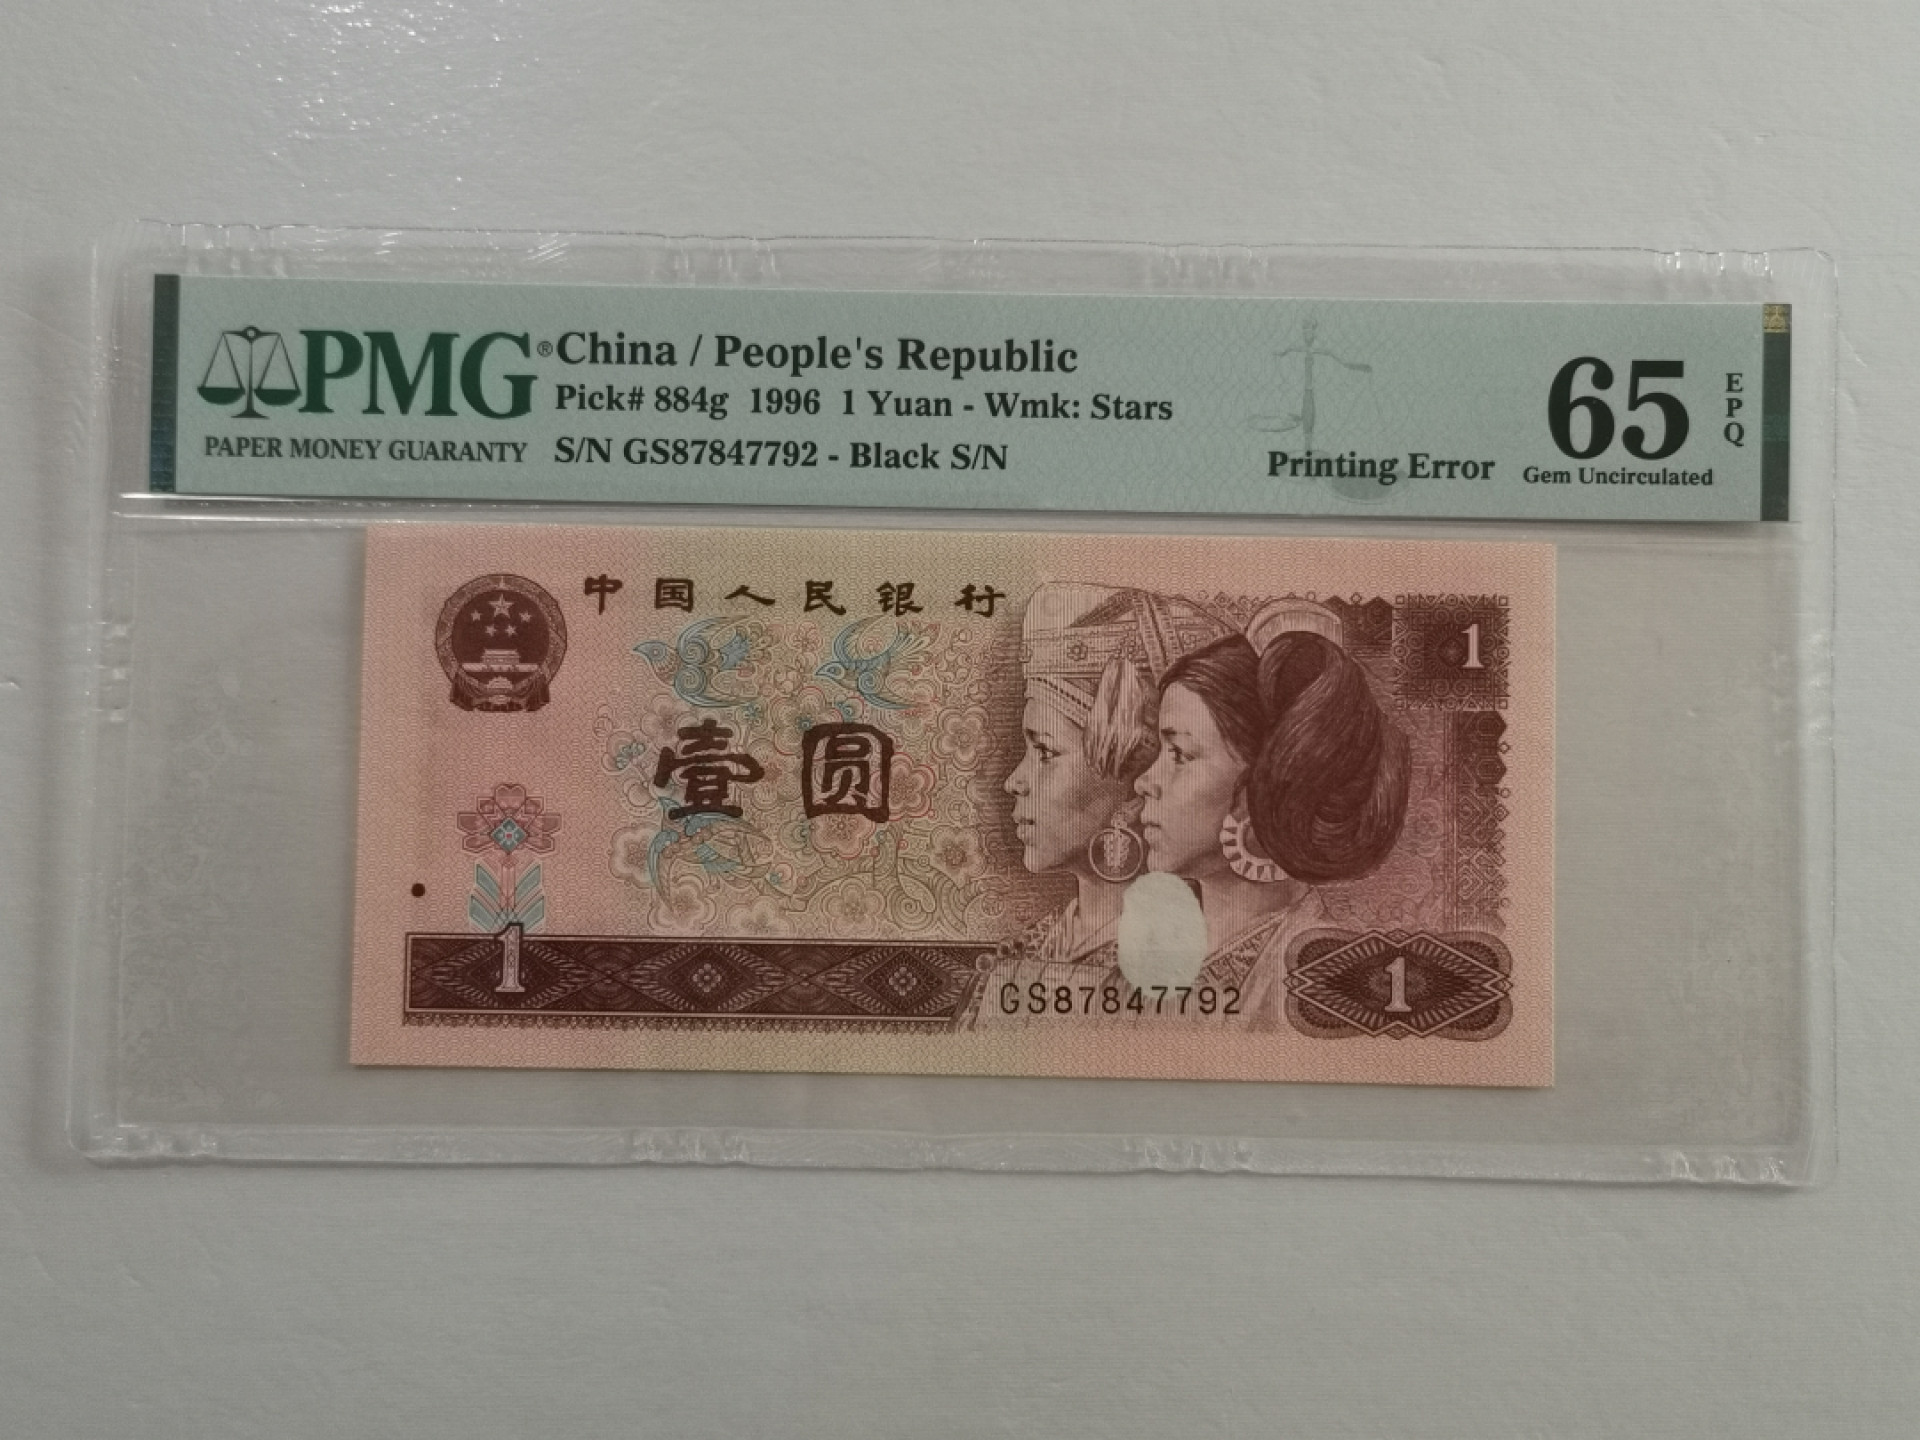 PMG®
PAPER MONEY GUARANTY
China / People's Republic
Pick# 884g 1996 1 Yuan - Wmk: Stars
S/N GS87847792 - Black S/N
Printing Error
65
EPQ
Gem Uncirculated
中国人民银行
1
壹圆
1
GS87847792
1